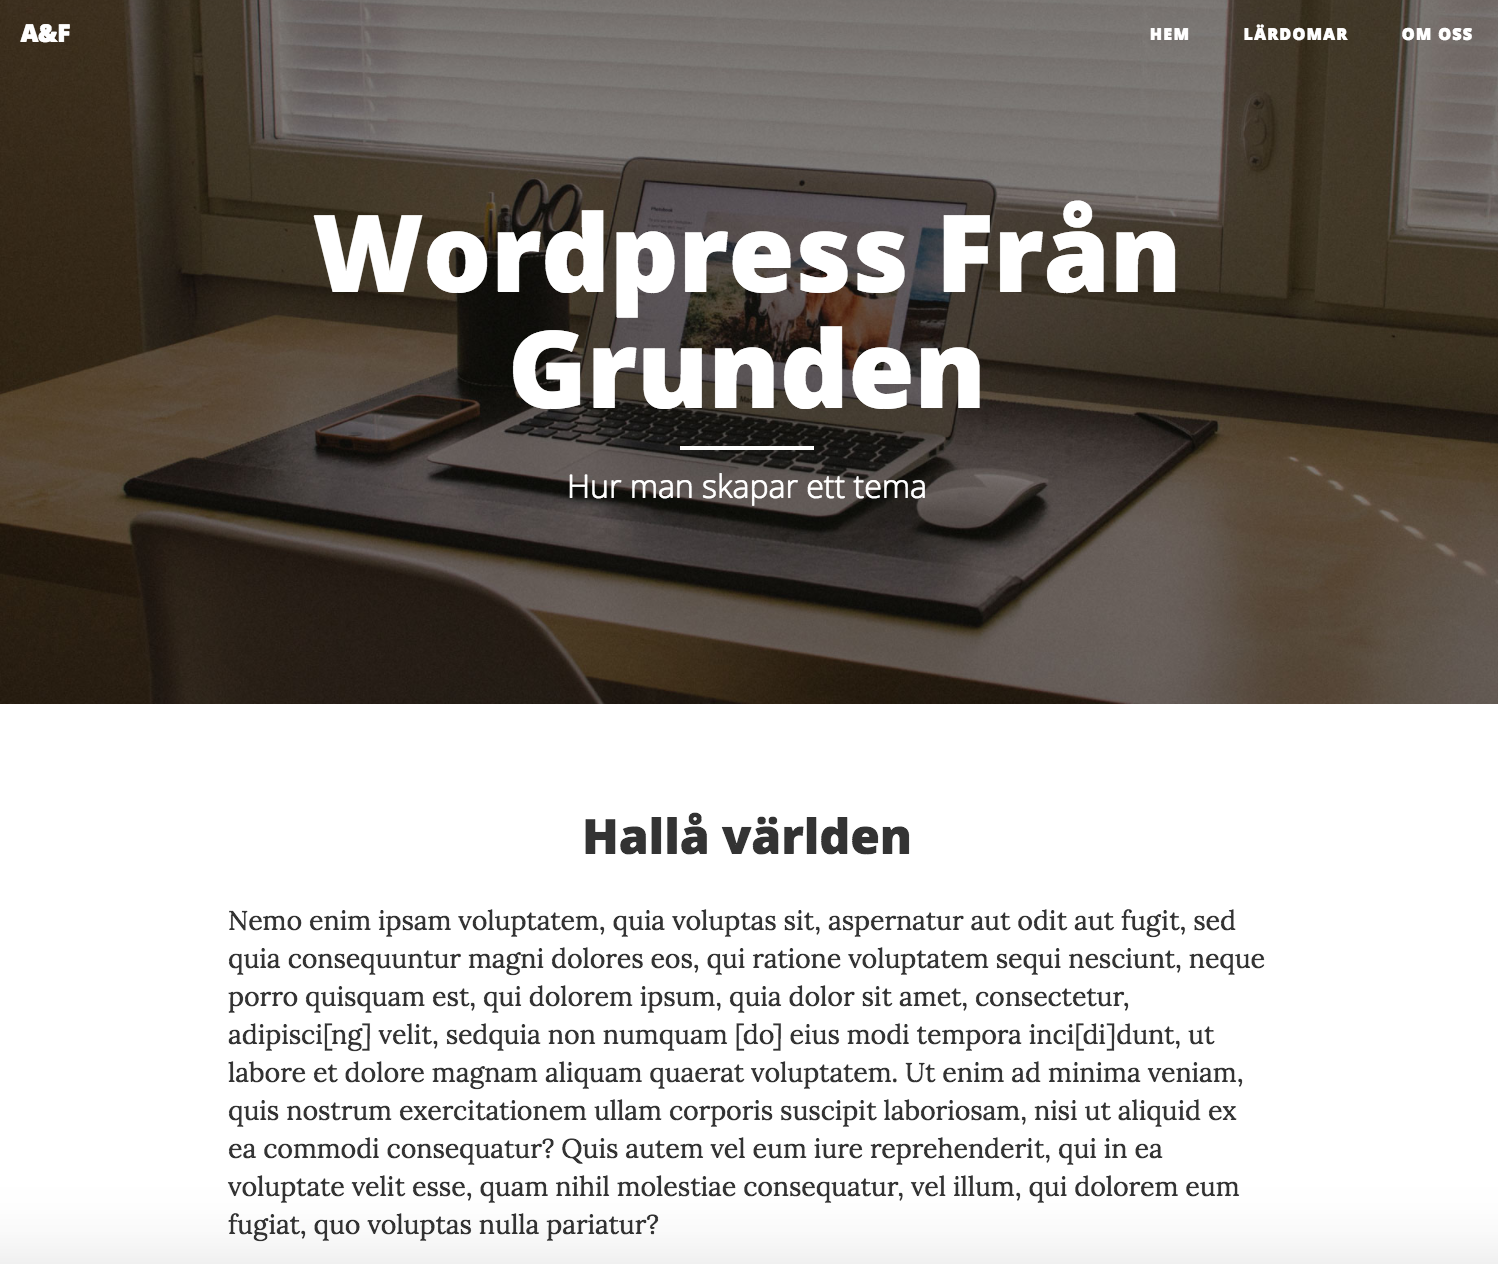 A&F
HEM LÄRDOMAR OM OSS
Wordpress Från
Grunden
Hur man skapar ett tema
Hallå världen
Nemo enim ipsam voluptatem, quia voluptas sit, aspernatur aut odit aut fugit, sed
quia consequuntur magni dolores eos, qui ratione voluptatem sequi nesciunt, neque
porro quisquam est, qui dolorem ipsum, quia dolor sit amet, consectetur,
adipisci[ng] velit, sedquia non numquam [do] eius modi tempora inci[di]dunt, ut
labore et dolore magnam aliquam quaerat voluptatem. Ut enim ad minima veniam,
quis nostrum exercitationem ullam corporis suscipit laboriosam, nisi ut aliquid ex
ea commodi consequatur? Quis autem vel eum iure reprehenderit, qui in ea
voluptate velit esse, quam nihil molestiae consequatur, vel illum, qui dolorem eum
fugiat, quo voluptas nulla pariatur?